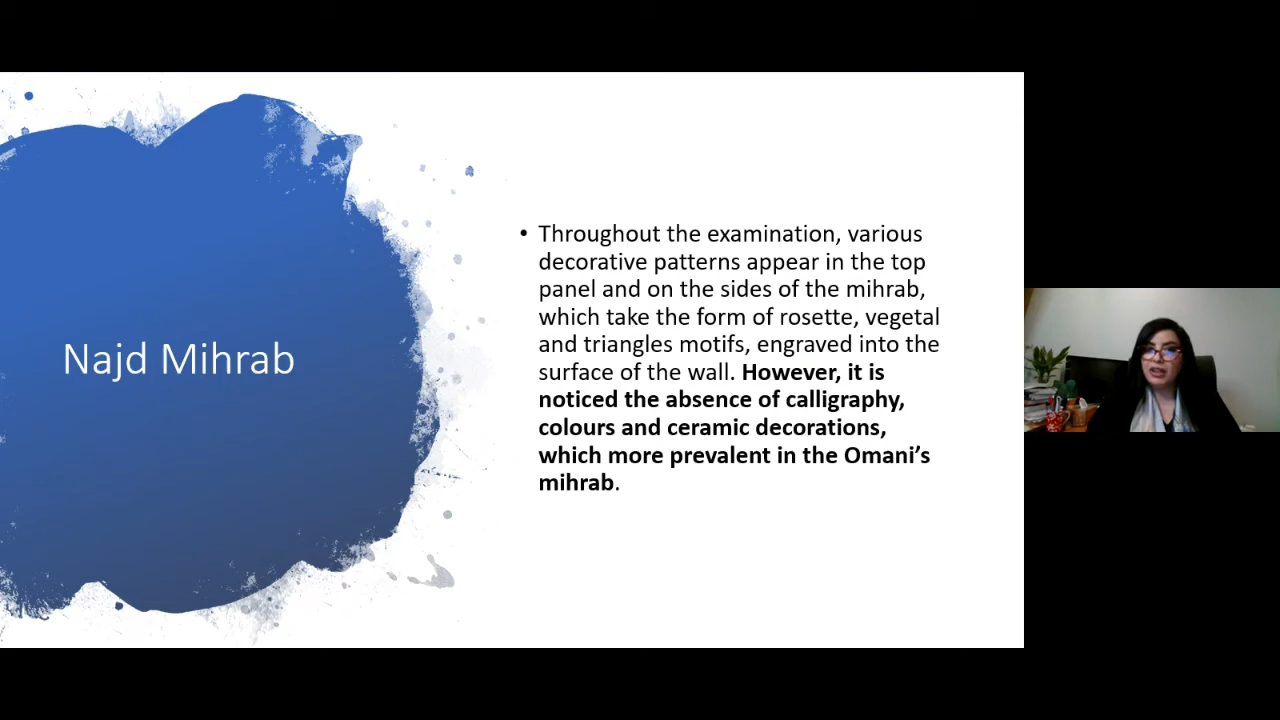 Najd Mihrab
• Throughout the examination, various
decorative patterns appear in the top
panel and on the sides of the mihrab,
which take the form of rosette, vegetal
and triangles motifs, engraved into the
surface of the wall. However, it is
noticed the absence of calligraphy,
colours and ceramic decorations,
which more prevalent in the Omani’s
mihrab.